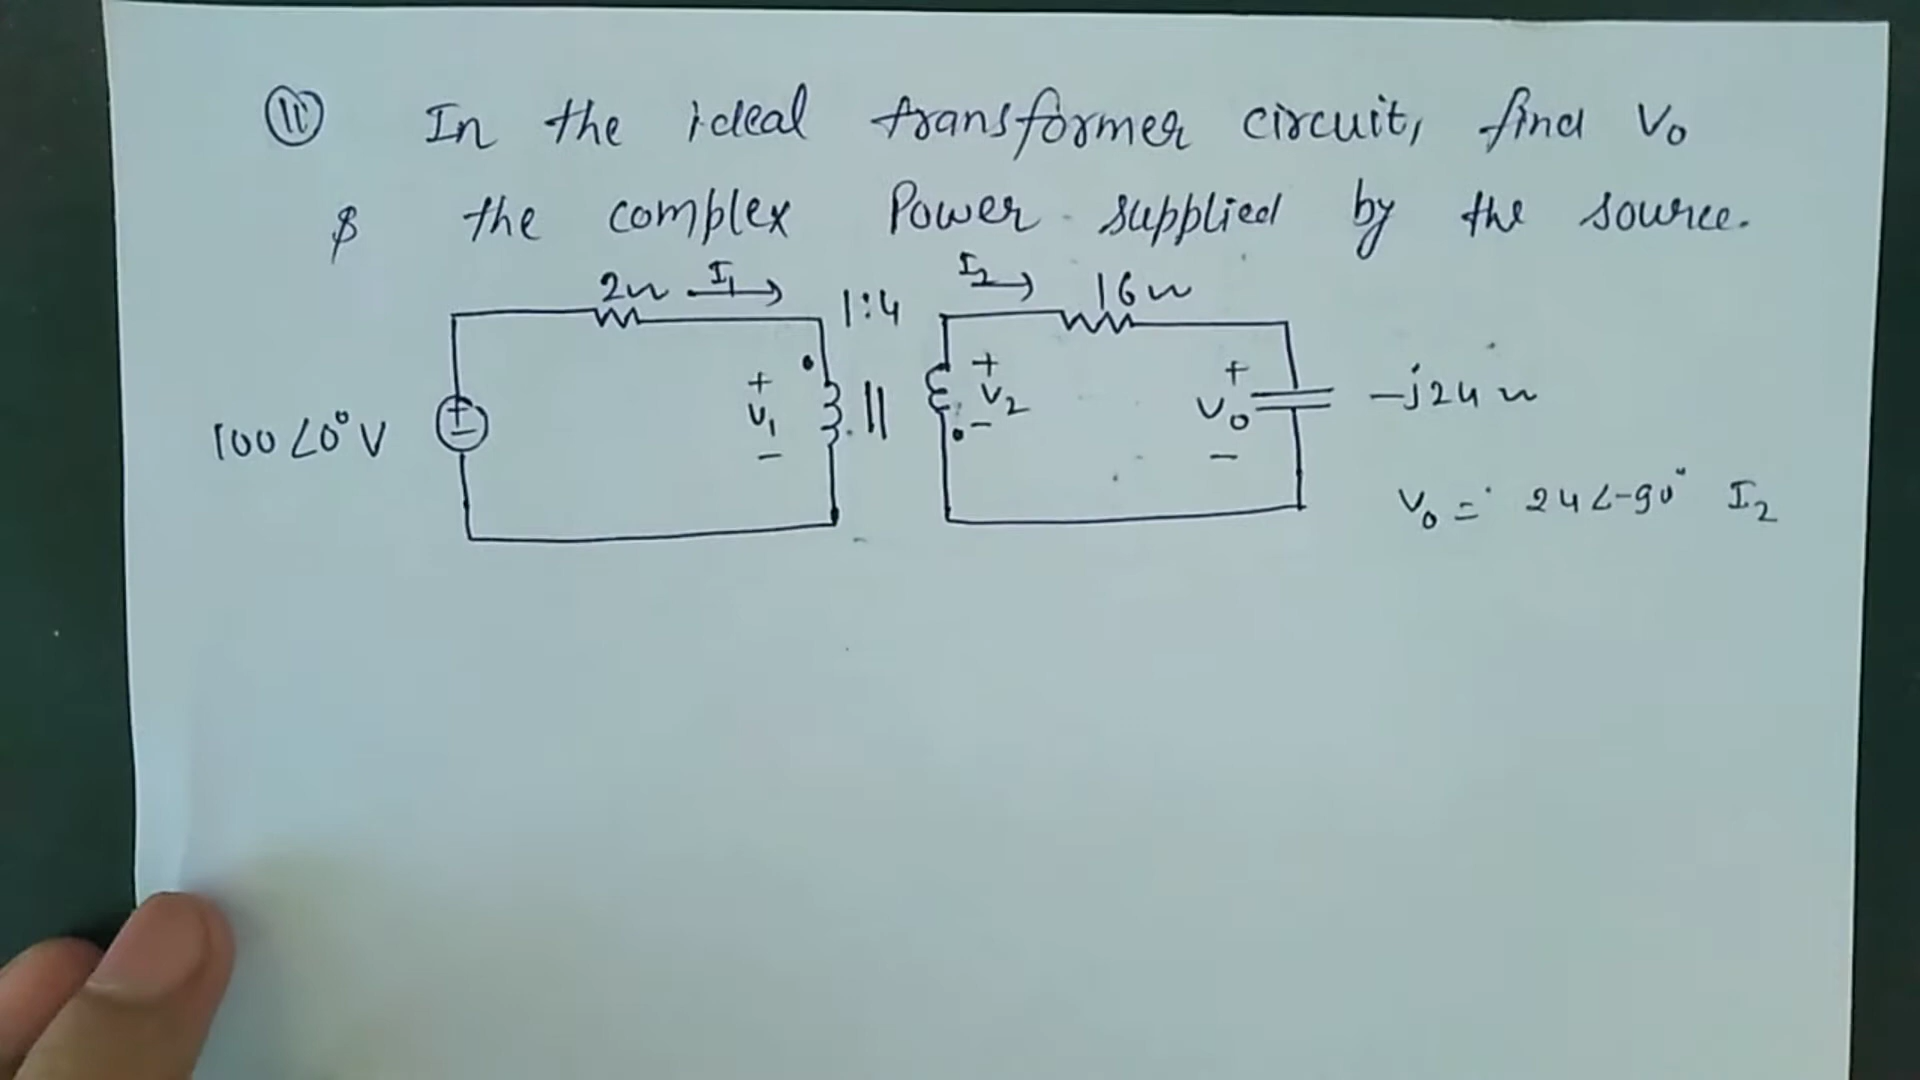 11 In the ideal transformer circuit, find Vo
& the complex Power supplied by the source.
2Ω I1 → 1:4 I2 → 16Ω
100∠0° V + - + V1 - || + V2 - + Vo - -j24Ω
Vo = 24∠-90° I2